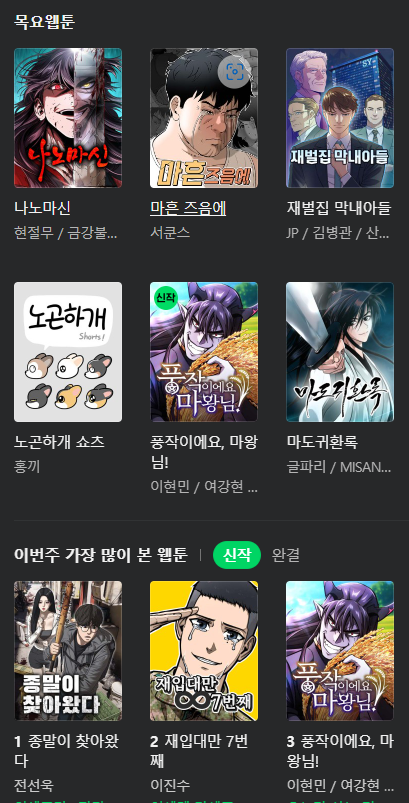 목요웹툰
나노마신
마흔 즈음에
SY
재벌집 막내아들
나노마신
현절무 / 금강불...
마흔 즈음에
서쿤스
재벌집 막내아들
JP / 김병관 / 산...
노곤하개
Shorts!
신작
풍작이에요,
마왕님!
마도귀환록
노곤하개 쇼츠
홍끼
풍작이에요, 마왕
님!
이현민 / 여강현 ...
마도귀환록
글파리 / MISAN...
이번주 가장 많이 본 웹툰
신작
완결
종말이
찾아왔다
재입대만
∞7번째
풍작이에요,
마왕님!
1 종말이 찾아왔
다
전선욱
2 재입대만 7번
째
이진수
3 풍작이에요, 마
왕님!
이현민 / 여강현 ...